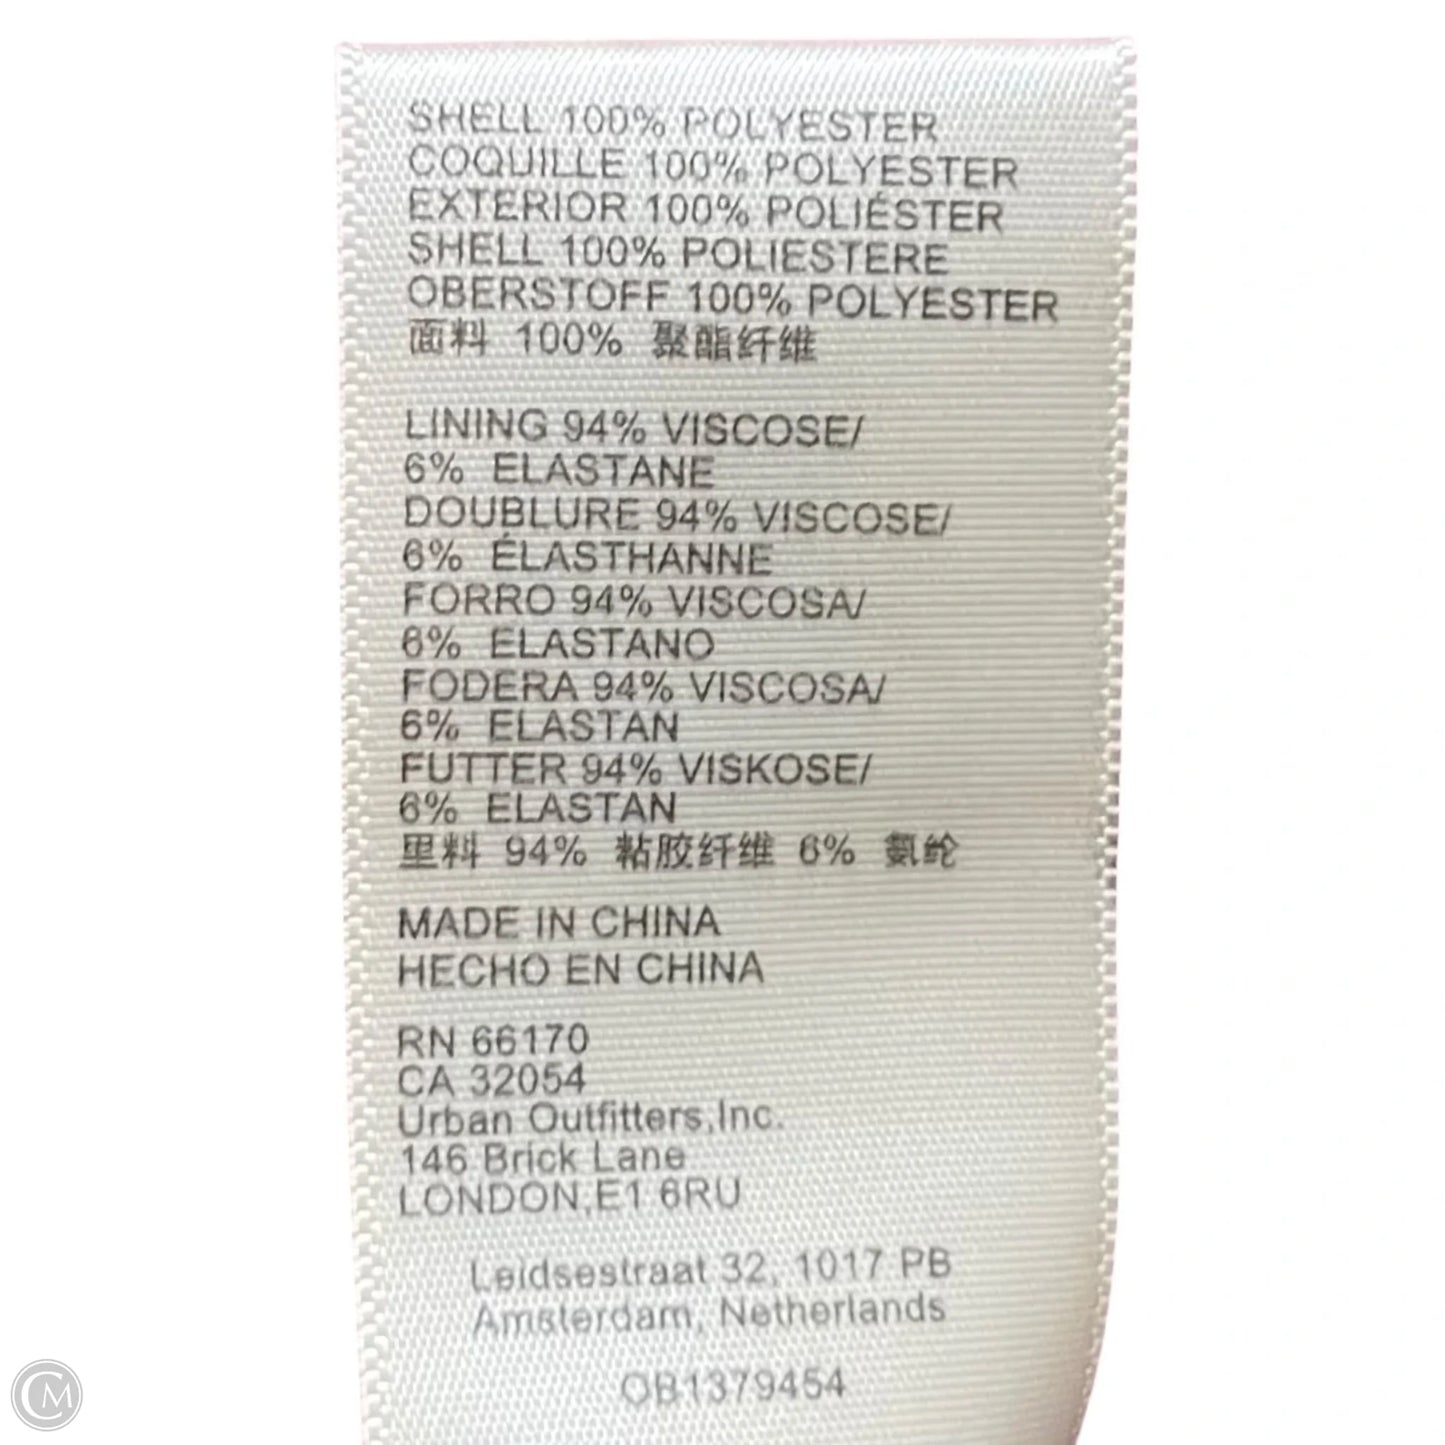 SHELL 100% POLYESTER
COQUILLE 100% POLYESTER
EXTERIOR 100% POLIÉSTER
SHELL 100% POLIESTERE
OBERSTOFF 100% POLYESTER
面料 100% 聚酯纤维
LINING 94% VISCOSE/
6% ELASTANE
DOUBLURE 94% VISCOSE/
6% ÉLASTHANNE
FORRO 94% VISCOSA/
6% ELASTANO
FODERA 94% VISCOSA/
6% ELASTAN
FUTTER 94% VISKOSE/
6% ELASTAN
里料 94% 粘胶纤维 6% 氨纶
MADE IN CHINA
HECHO EN CHINA
RN 66170
CA 32054
Urban Outfitters,Inc.
146 Brick Lane
LONDON,E1 6RU
Leidsestraat 32, 1017 PB
Amsterdam, Netherlands
OB1379454
CM